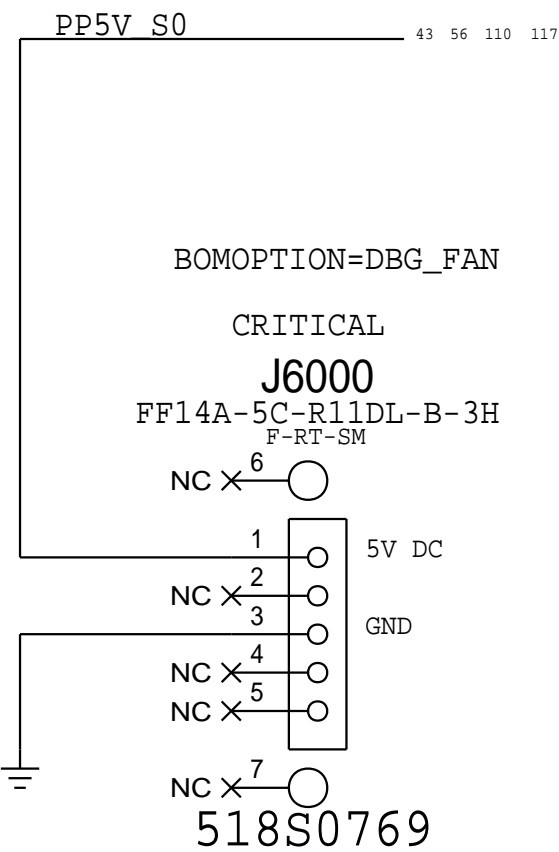 PP5V_S0 43 56 110 117
BOMOPTION=DBG_FAN
CRITICAL
J6000
FF14A-5C-R11DL-B-3H
F-RT-SM
NC 6
1 5V DC
NC 2
3 GND
NC 4
NC 5
NC 7
518S0769